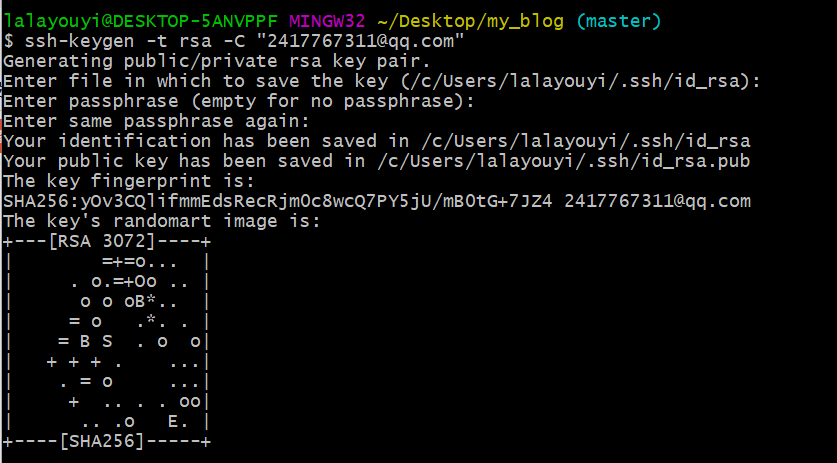 lalayouyi@DESKTOP-5ANVPPF MINGW32 ~/Desktop/my_blog (master)
$ ssh-keygen -t rsa -C "2417767311@qq.com"
Generating public/private rsa key pair.
Enter file in which to save the key (/c/Users/lalayouyi/.ssh/id_rsa):
Enter passphrase (empty for no passphrase):
Enter same passphrase again:
Your identification has been saved in /c/Users/lalayouyi/.ssh/id_rsa
Your public key has been saved in /c/Users/lalayouyi/.ssh/id_rsa.pub
The key fingerprint is:
SHA256:yOv3CQlifmmEdsRecRjmOc8wcQ7PY5jU/mB0tG+7JZ4 2417767311@qq.com
The key's randomart image is:
+---[RSA 3072]----+
|        =+=o...  |
|     . o.=+Oo .. |
|      o o oB*..  |
|     = o   .*. . |
|    = B S  . o  o|
|   + + + .    ...|
|    . = o     ...|
|     +  .. . . oo|
|      .. .o   E. |
+----[SHA256]-----+